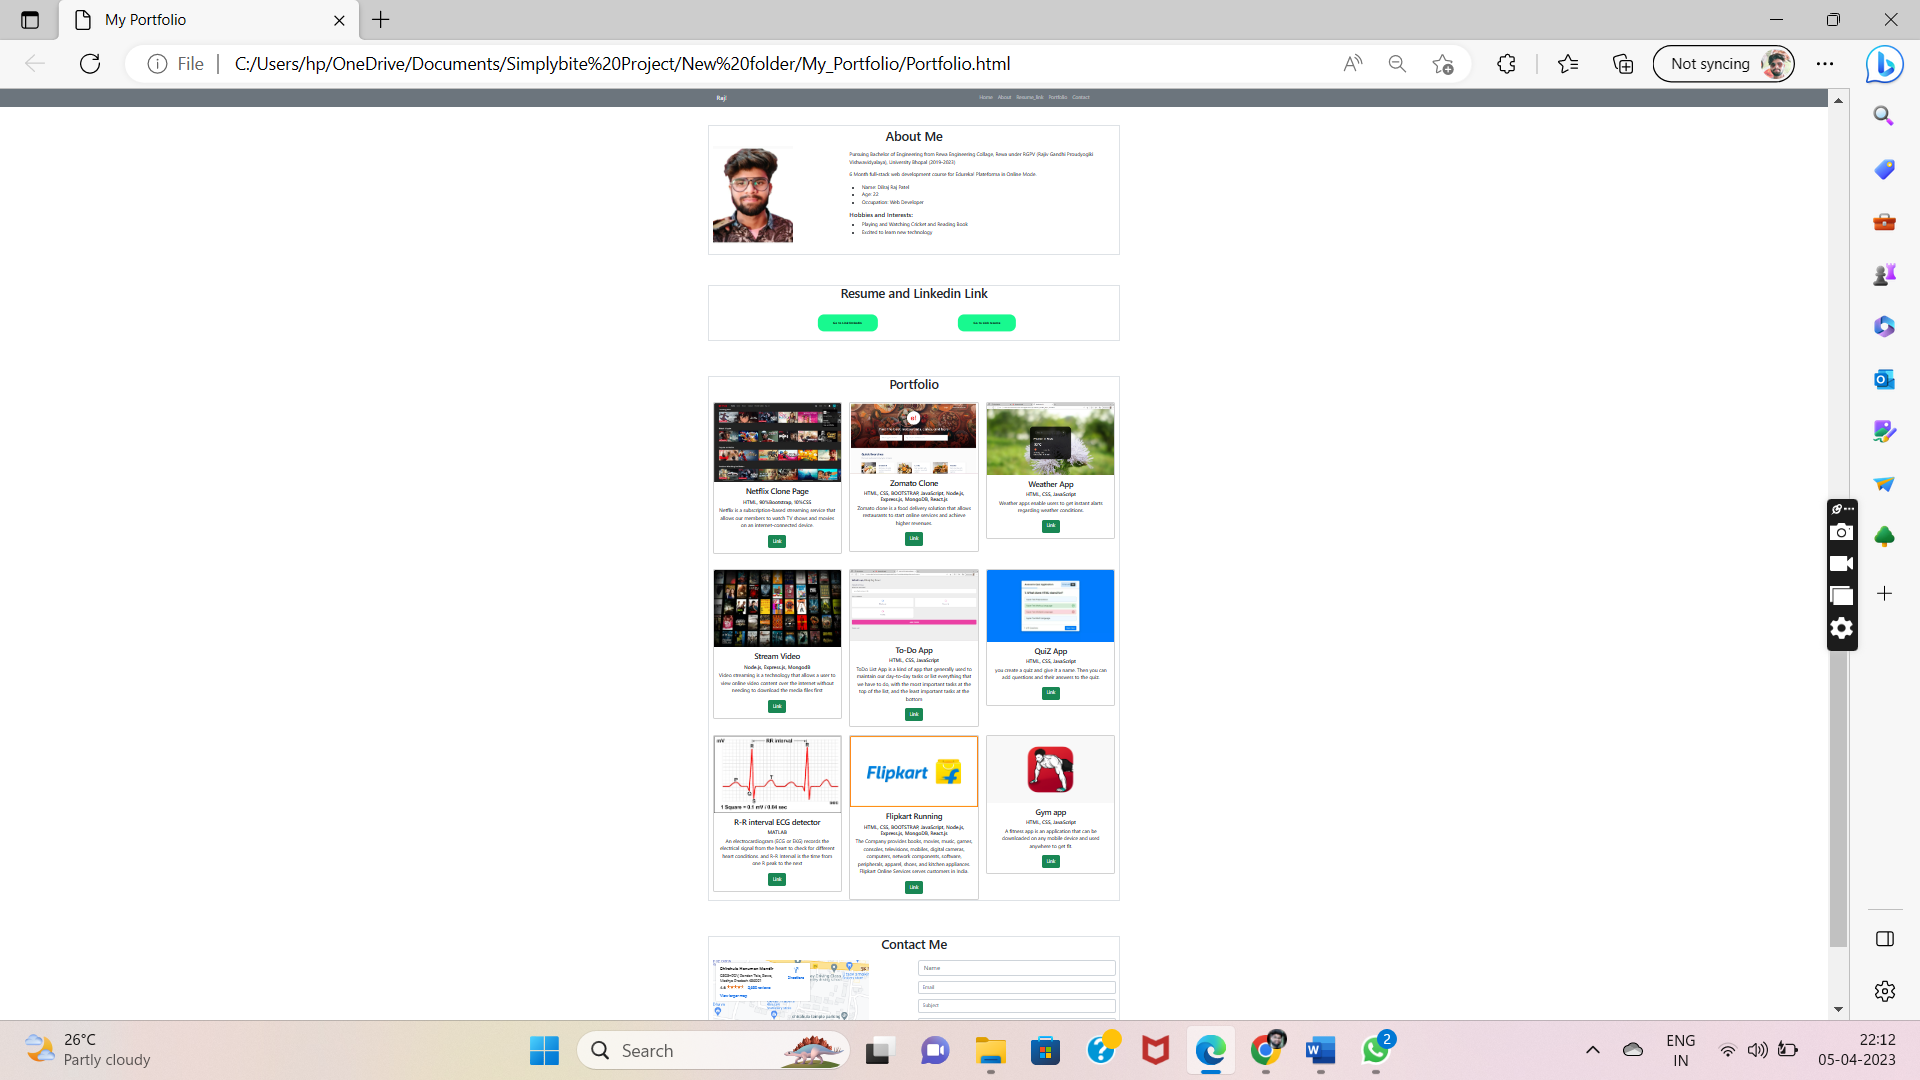 My Portfolio
File
C:/Users/hp/OneDrive/Documents/Simplybite%20Project/New%20folder/My_Portfolio/Portfolio.html
Not syncing
Raj!
Home About Resume_link Portfolio Contact
About Me
Pursuing Bachelor of Engineering from Rewa Engineering Collage, Rewa under RGPV (Rajiv Gandhi Proudyogiki
Vishwavidyalaya), University Bhopal (2019-2023)
6 Month full-stack web development course for Edureka! Plateforms in Online Mode.
Name: Dilraj Raj Patel
Age: 22
Occupation: Web Developer
Hobbies and Interests:
Playing and Watching Cricket and Reading Book
Excited to learn new technology
Resume and Linkedin Link
Portfolio
Netflix Clone Page
HTML, 90%Bootstrap, 10%CSS
Netflix is a subscription-based streaming service that
allows our members to watch TV shows and movies
on an internet-connected device.
Link
Zomato Clone
HTML, CSS, BOOTSTRAP, JavaScript, Node.js,
Express.js, MongoDB, React.js
Zomato clone is a food delivery solution that allows
restaurants to start online services and achieve
higher revenues
Link
Weather App
HTML, CSS, JavaScript
Weather apps enable users to get instant alerts
regarding weather conditions.
Link
Stream Video
Node.js, Express.js, MongoDB
Video streaming is a technology that allows a user to
view online video content over the internet without
needing to download the media files first
Link
To-Do App
HTML, CSS, JavaScript
ToDo List App is a kind of app that generally used to
maintain our day-to-day tasks or list everything that
we have to do, with the most important tasks at the
top of the list, and the least important tasks at the
bottom.
Link
QuiZ App
HTML, CSS, JavaScript
you create a quiz and give it a name. Then you can
add questions and their answers to the quiz.
Link
mV RR interval
R R
P T
Q
S
1 Square = 0.1 mV / 0.04 sec
R-R interval ECG detector
MATLAB
An electrocardiogram (ECG or EKG) records the
electrical signal from the heart to check for different
heart conditions. and R-R Interval is the time from
one R peak to the next
Link
Flipkart
Flipkart Running
HTML, CSS, BOOTSTRAP, JavaScript, Node.js,
Express.js, MongoDB, React.js
The Company provides books, movies, music, games,
consoles, televisions, mobiles, digital cameras,
computers, network components, software,
peripherals, apparel, shoes, and kitchen appliances.
Flipkart Online Services serves customers in India.
Link
Gym app
HTML, CSS, JavaScript
A fitness app is an application that can be
downloaded on any mobile device and used
anywhere to get fit
Link
Contact Me
Directions
View larger map
Name
Email
Subject
26°C
Partly cloudy
Search
2
ENG
IN
22:12
05-04-2023